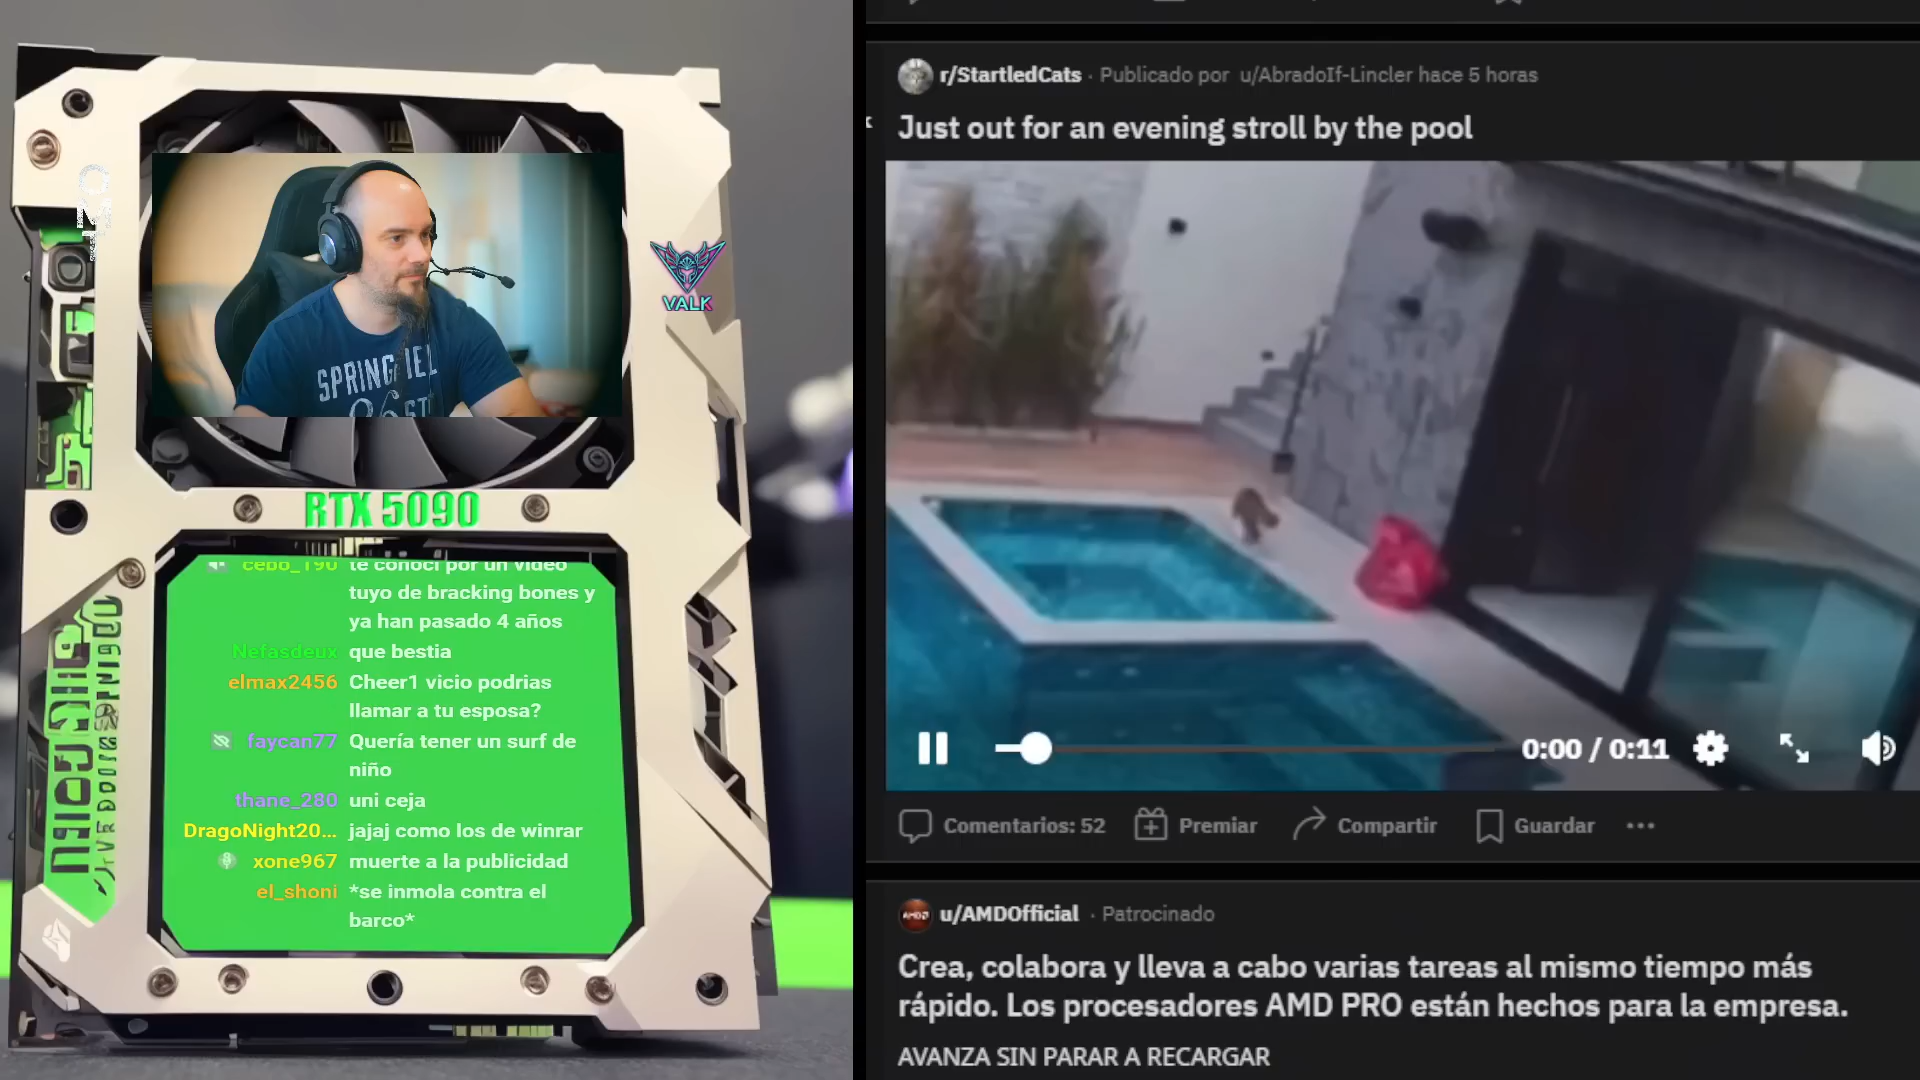 VALK
SPRINGFIEL
RTX 5090
cebo_190 te conocí por un video
tuyo de bracking bones y
ya han pasado 4 años
Nefasdeux que bestia
elmax2456 Cheer1 vicio podrias
llamar a tu esposa?
faycan77 Quería tener un surf de
niño
thane_280 uni ceja
DragoNight20... jajaj como los de winrar
xone967 muerte a la publicidad
el_shoni *se inmola contra el
barco*
r/StartledCats · Publicado por u/AbradoIf-Lincler hace 5 horas
Just out for an evening stroll by the pool
0:00 / 0:11
Comentarios: 52 Premiar Compartir Guardar ···
AMD u/AMDOfficial · Patrocinado
Crea, colabora y lleva a cabo varias tareas al mismo tiempo más
rápido. Los procesadores AMD PRO están hechos para la empresa.
AVANZA SIN PARAR A RECARGAR